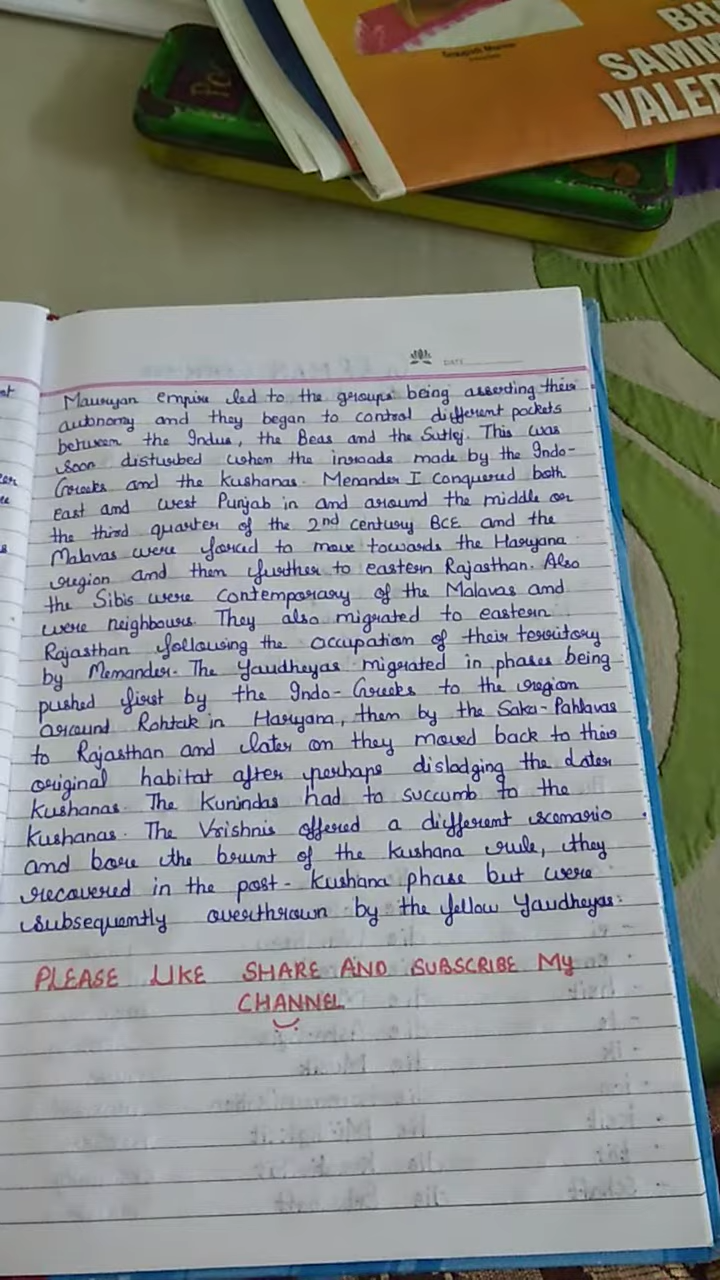 BH
SAMM
VALED
DATE
Mauryan empire led to the groups being asserting their
autonomy and they began to control different pockets
between the Indus, the Beas and the Sutlej. This was
soon disturbed when the inroads made by the Indo-
Greeks and the Kushanas. Menander I conquered both
east and west Punjab in and around the middle or
the third quarter of the 2nd century BCE and the
Malavas were forced to move towards the Haryana
region and then further to eastern Rajasthan. Also
the Sibis were contemporary of the Malavas and
were neighbours. They also migrated to eastern
Rajasthan following the occupation of their territory
by Menander. The Yaudheyas migrated in phases being
pushed first by the Indo-Greeks to the region
around Rohtak in Haryana, then by the Saka-Pahlavas
to Rajasthan and later on they moved back to their
original habitat after perhaps dislodging the later
Kushanas. The Kunindas had to succumb to the
Kushanas. The Vrishnis offered a different scenario
and bore the brunt of the Kushana rule, they
recovered in the post-Kushana phase but were
subsequently overthrown by the fellow Yaudheyas.
PLEASE LIKE SHARE AND SUBSCRIBE My
CHANNEL